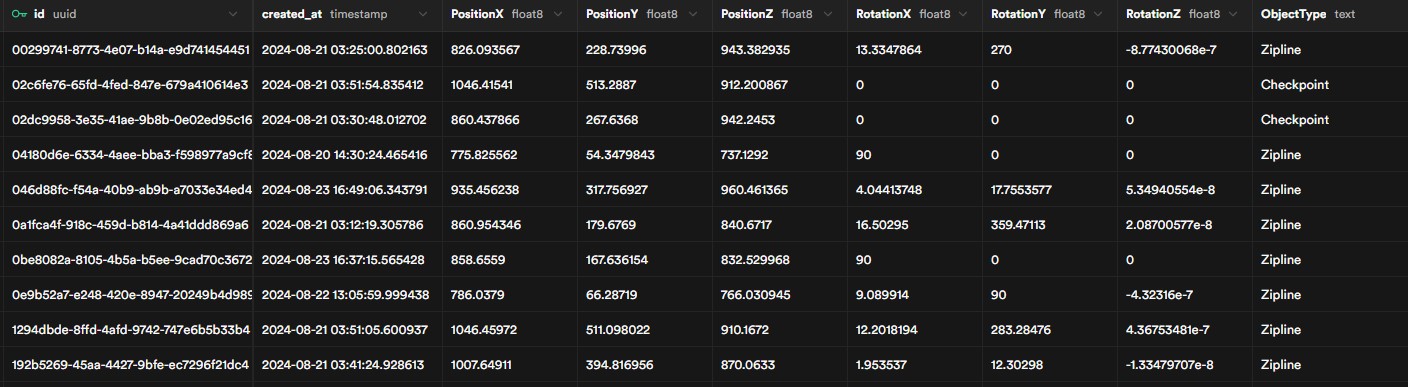 id uuid created_at timestamp PositionX float8 PositionY float8 PositionZ float8 RotationX float8 RotationY float8 RotationZ float8 ObjectType text
00299741-8773-4e07-b14a-e9d741454451 2024-08-21 03:25:00.802163 826.093567 228.73996 943.382935 13.3347864 270 -8.77430068e-7 Zipline
02c6fe76-65fd-4fed-847e-679a410614e3 2024-08-21 03:51:54.835412 1046.41541 513.2887 912.200867 0 0 0 Checkpoint
02dc9958-3e35-41ae-9b8b-0e02ed95c16 2024-08-21 03:30:48.012702 860.437866 267.6368 942.2453 0 0 0 Checkpoint
04180d6e-6334-4aee-bba3-f598977a9cf8 2024-08-20 14:30:24.465416 775.825562 54.3479843 737.1292 90 0 0 Zipline
046d88fc-f54a-40b9-ab9b-a7033e34ed4 2024-08-23 16:49:06.343791 935.456238 317.756927 960.461365 4.04413748 17.7553577 5.34940554e-8 Zipline
0a1fca4f-918c-459d-b814-4a41ddd869a6 2024-08-21 03:12:19.305786 860.954346 179.6769 840.6717 16.50295 359.47113 2.08700577e-8 Zipline
0be8082a-8105-4b5a-b5ee-9cad70c3672 2024-08-23 16:37:15.565428 858.6559 167.636154 832.529968 90 0 0 Zipline
0e9b52a7-e248-420e-8947-20249b4d989 2024-08-22 13:05:59.999438 786.0379 66.28719 766.030945 9.089914 90 -4.32316e-7 Zipline
1294dbde-8ffd-4afd-9742-747e6b5b33b4 2024-08-21 03:51:05.600937 1046.45972 511.098022 910.1672 12.2018194 283.28476 4.36753481e-7 Zipline
192b5269-45aa-4427-9bfe-ec7296f21dc4 2024-08-21 03:41:24.928613 1007.64911 394.816956 870.0633 1.953537 12.30298 -1.33479707e-8 Zipline